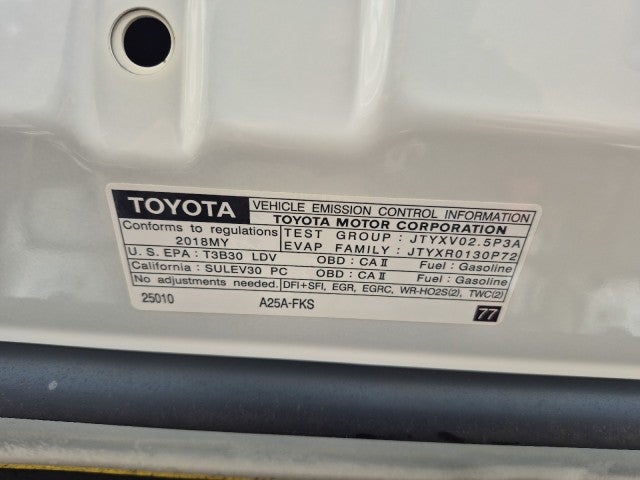 TOYOTA VEHICLE EMISSION CONTROL INFORMATION
TOYOTA MOTOR CORPORATION
Conforms to regulations
2018MY
TEST GROUP : JTYXV02.5P3A
EVAP FAMILY : JTYXR0130P72
U.S. EPA : T3B30 LDV OBD : CA II Fuel : Gasoline
California : SULEV30 PC OBD : CA II Fuel : Gasoline
No adjustments needed. DFI+SFI, EGR, EGRC, WR-HO2S(2), TWC(2)
25010 A25A-FKS 77